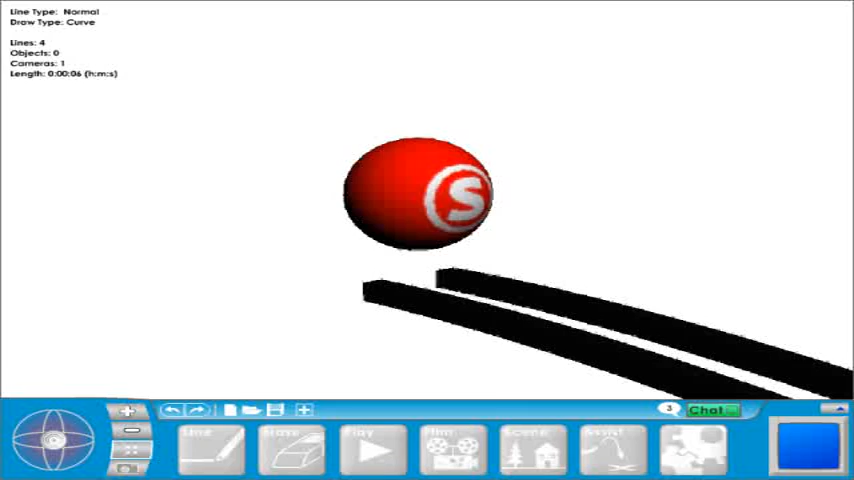 Line Type: Normal
Draw Type: Curve
Lines: 4
Objects: 0
Cameras: 1
Length: 0:00:06 (h:m:s)
S
3 Chat
Line Erase Play Film Scene Assist